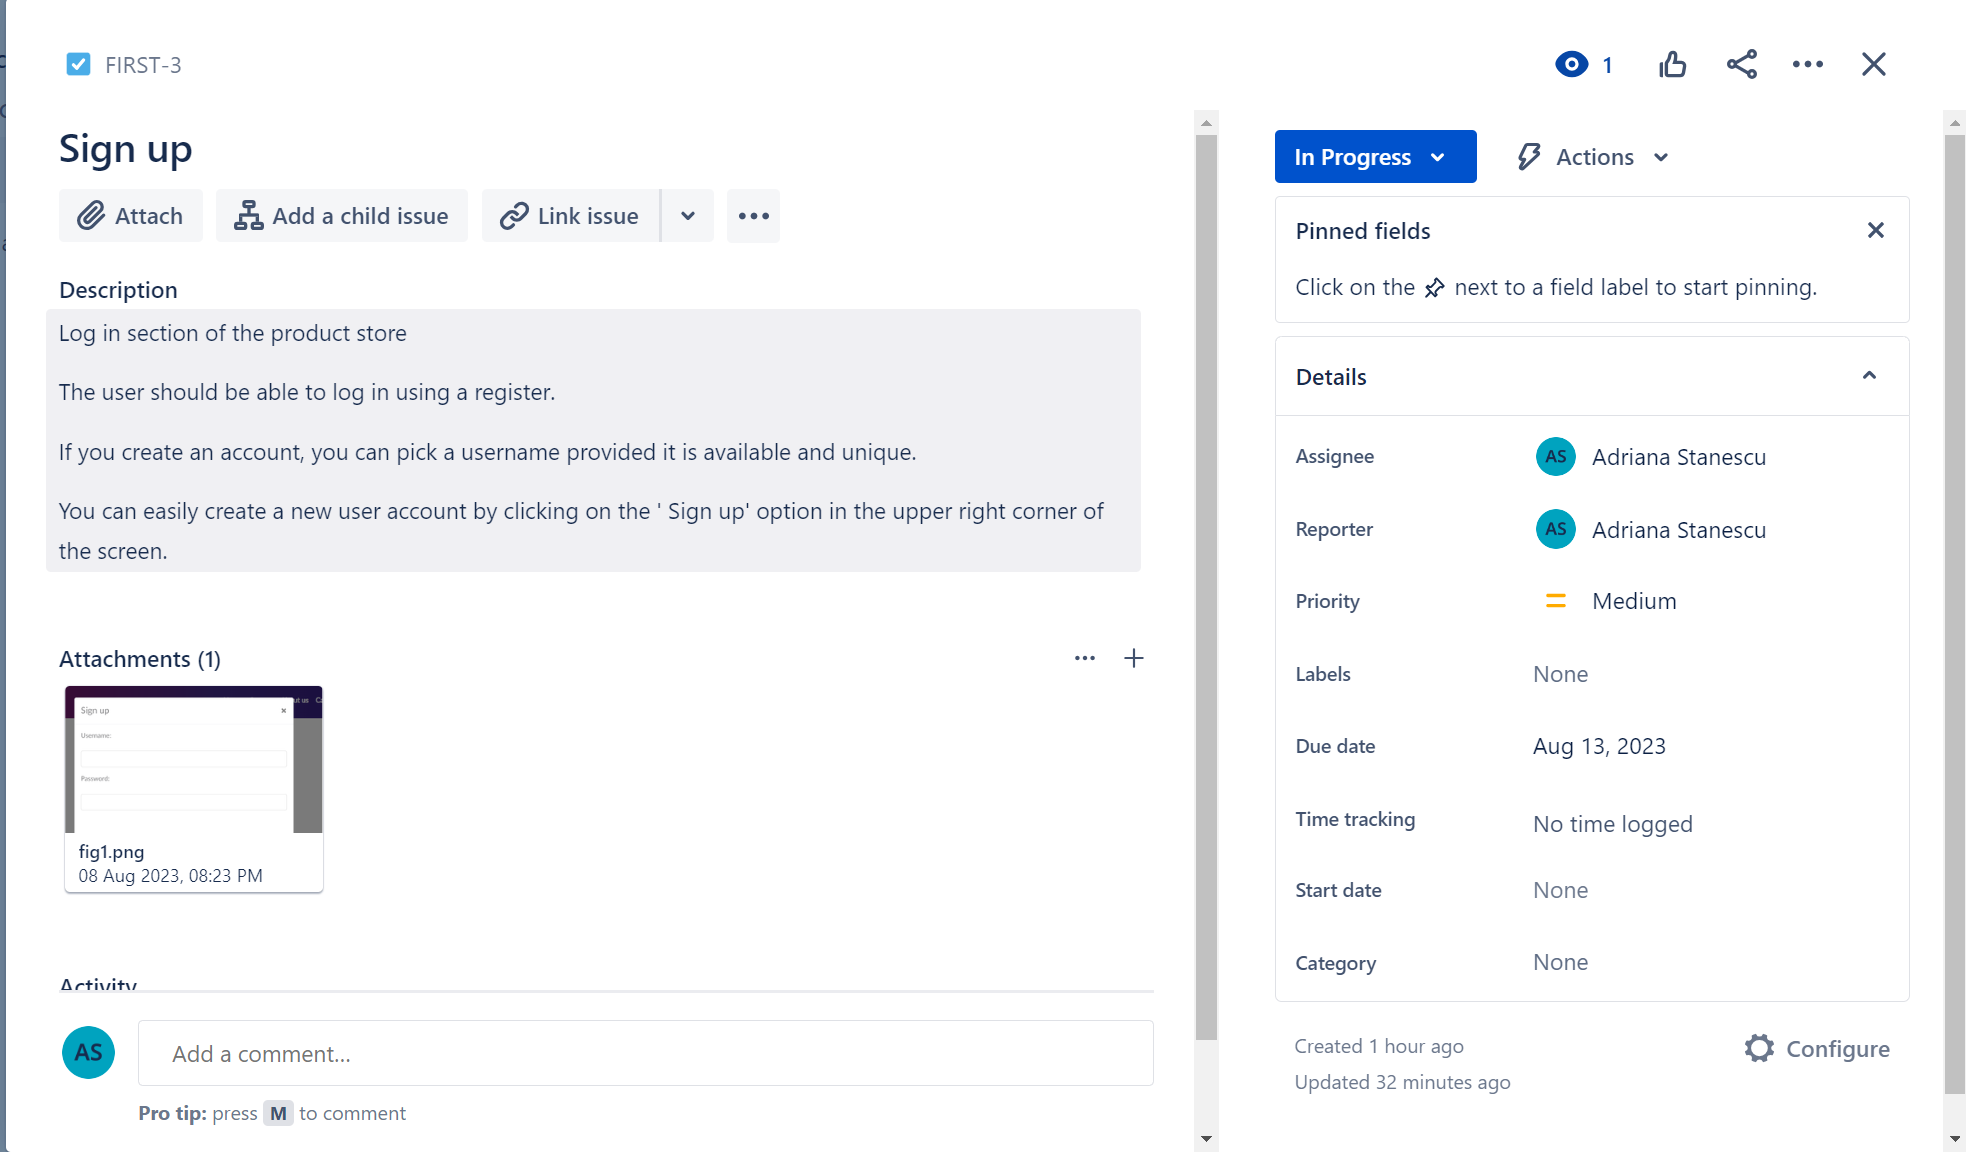 FIRST-3
1
Sign up
Attach
Add a child issue
Link issue
In Progress
Actions
Description
Log in section of the product store
The user should be able to log in using a register.
If you create an account, you can pick a username provided it is available and unique.
You can easily create a new user account by clicking on the ' Sign up' option in the upper right corner of
the screen.
Attachments (1)
Sign up
ut us
Username:
Password:
fig1.png
08 Aug 2023, 08:23 PM
Activity
AS
Add a comment...
Pro tip: press M to comment
Pinned fields
Click on the next to a field label to start pinning.
Details
Assignee AS Adriana Stanescu
Reporter AS Adriana Stanescu
Priority Medium
Labels None
Due date Aug 13, 2023
Time tracking No time logged
Start date None
Category None
Created 1 hour ago
Updated 32 minutes ago
Configure